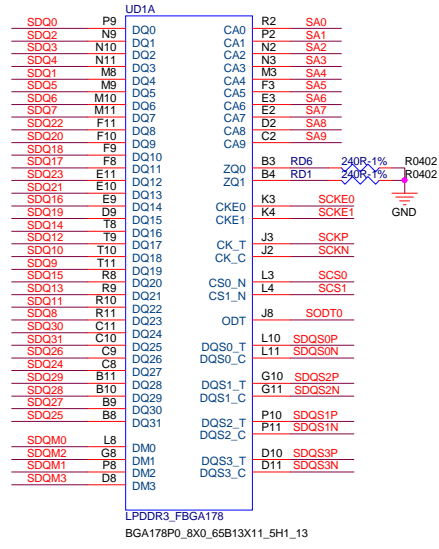 UD1A
SDQ0 P9 DQ0 CA0 R2 SA0
SDQ2 N9 DQ1 CA1 P2 SA1
SDQ3 N10 DQ2 CA2 N2 SA2
SDQ4 N11 DQ3 CA3 N3 SA3
SDQ1 M8 DQ4 CA4 M3 SA4
SDQ5 M9 DQ5 CA5 F3 SA5
SDQ6 M10 DQ6 CA6 E3 SA6
SDQ7 M11 DQ7 CA7 E2 SA7
SDQ22 F11 DQ8 CA8 D2 SA8
SDQ20 F10 DQ9 CA9 C2 SA9
SDQ18 F9 DQ10
SDQ17 F8 DQ11 ZQ0 B3 RD6 240R-1% R0402
SDQ23 E11 DQ12 ZQ1 B4 RD1 240R-1% R0402
SDQ21 E10 DQ13
SDQ16 E9 DQ14 CKE0 K3 SCKE0
SDQ19 D9 DQ15 CKE1 K4 SCKE1
GND
SDQ14 T8 DQ16
SDQ12 T9 DQ17 CK_T J3 SCKP
SDQ10 T10 DQ18 CK_C J2 SCKN
SDQ9 T11 DQ19
SDQ15 R8 DQ20 CS0_N L3 SCS0
SDQ13 R9 DQ21 CS1_N L4 SCS1
SDQ11 R10 DQ22
SDQ8 R11 DQ23 ODT J8 SODT0
SDQ30 C11 DQ24
SDQ31 C10 DQ25 DQS0_T L10 SDQS0P
SDQ26 C9 DQ26 DQS0_C L11 SDQS0N
SDQ24 C8 DQ27
SDQ29 B11 DQ28 DQS1_T G10 SDQS2P
SDQ28 B10 DQ29 DQS1_C G11 SDQS2N
SDQ27 B9 DQ30
SDQ25 B8 DQ31 DQS2_T P10 SDQS1P
DQS2_C P11 SDQS1N
SDQM0 L8 DM0
SDQM2 G8 DM1 DQS3_T D10 SDQS3P
SDQM1 P8 DM2 DQS3_C D11 SDQS3N
SDQM3 D8 DM3
LPDDR3_FBGA178
BGA178P0_8X0_65B13X11_5H1_13